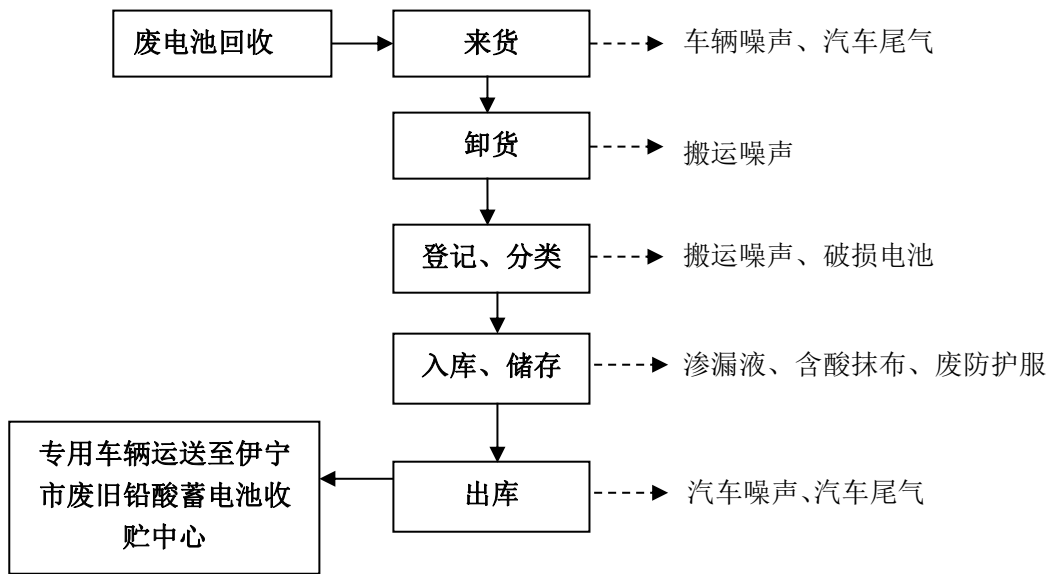 废电池回收
来货
车辆噪声、汽车尾气
卸货
搬运噪声
登记、分类
搬运噪声、破损电池
入库、储存
渗漏液、含酸抹布、废防护服
专用车辆运送至伊宁
市废旧铅酸蓄电池收
贮中心
出库
汽车噪声、汽车尾气